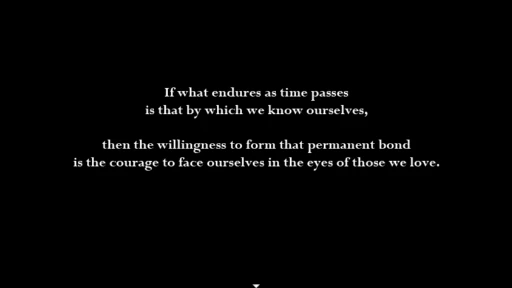 If what endures as time passes
is that by which we know ourselves,
then the willingness to form that permanent bond
is the courage to face ourselves in the eyes of those we love.